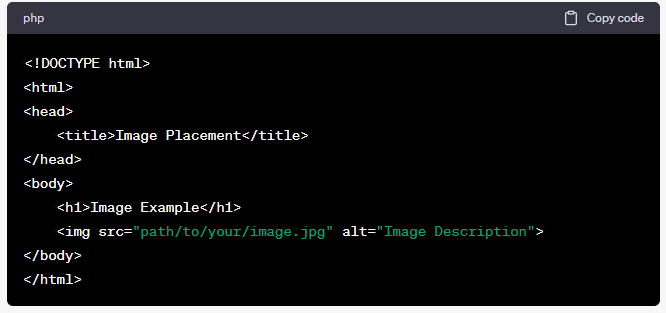 php Copy code
<!DOCTYPE html>
<html>
<head>
    <title>Image Placement</title>
</head>
<body>
    <h1>Image Example</h1>
    <img src="path/to/your/image.jpg" alt="Image Description">
</body>
</html>